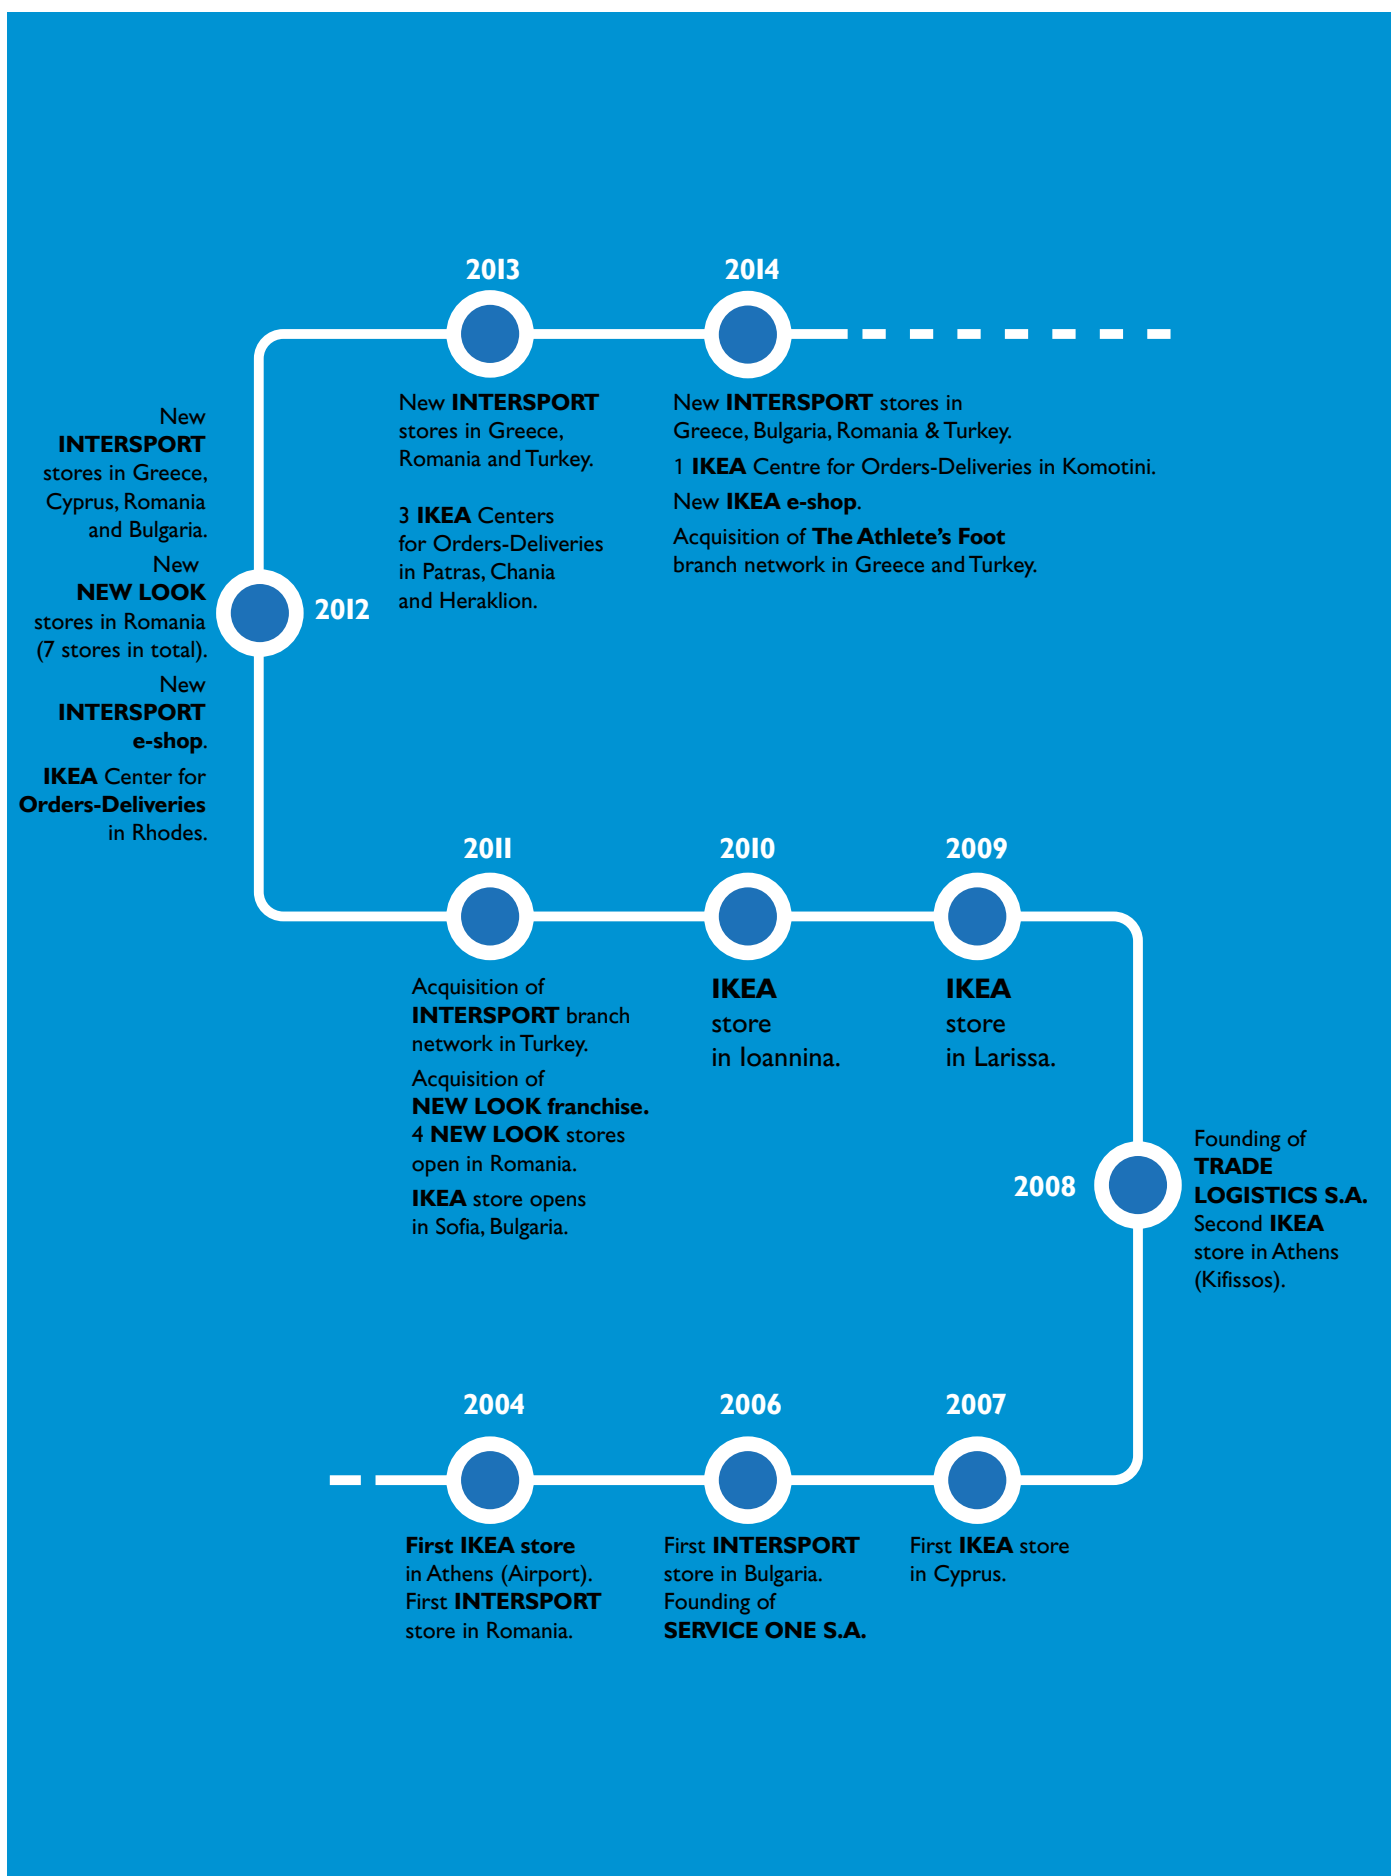 2013
New INTERSPORT
stores in Greece,
Romania and Turkey.
3 IKEA Centers
for Orders-Deliveries
in Patras, Chania
and Heraklion.
2014
New INTERSPORT stores in
Greece, Bulgaria, Romania & Turkey.
1 IKEA Centre for Orders-Deliveries in Komotini.
New IKEA e-shop.
Acquisition of The Athlete's Foot
branch network in Greece and Turkey.
New
INTERSPORT
stores in Greece,
Cyprus, Romania
and Bulgaria.
New
NEW LOOK
stores in Romania
(7 stores in total).
New
INTERSPORT
e-shop.
IKEA Center for
Orders-Deliveries
in Rhodes.
2012
2011
Acquisition of
INTERSPORT branch
network in Turkey.
Acquisition of
NEW LOOK franchise.
4 NEW LOOK stores
open in Romania.
IKEA store opens
in Sofia, Bulgaria.
2010
IKEA
store
in Ioannina.
2009
IKEA
store
in Larissa.
2008
Founding of
TRADE
LOGISTICS S.A.
Second IKEA
store in Athens
(Kifissos).
2004
First IKEA store
in Athens (Airport).
First INTERSPORT
store in Romania.
2006
First INTERSPORT
store in Bulgaria.
Founding of
SERVICE ONE S.A.
2007
First IKEA store
in Cyprus.